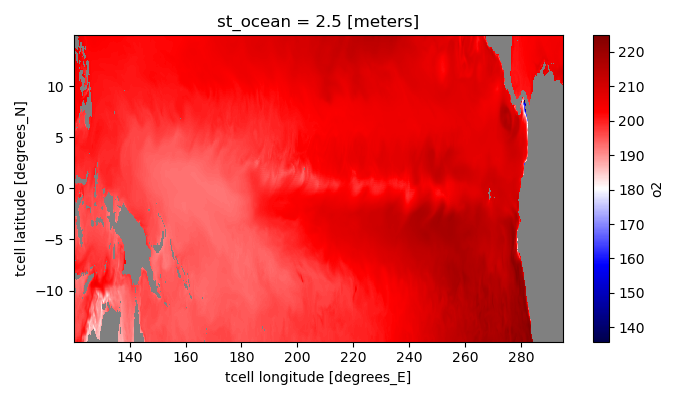 st_ocean = 2.5 [meters]
tcell latitude [degrees_N]
10
5
0
−5
−10
140 160 180 200 220 240 260 280
tcell longitude [degrees_E]
220
210
200
190
180
170
160
150
140
o2